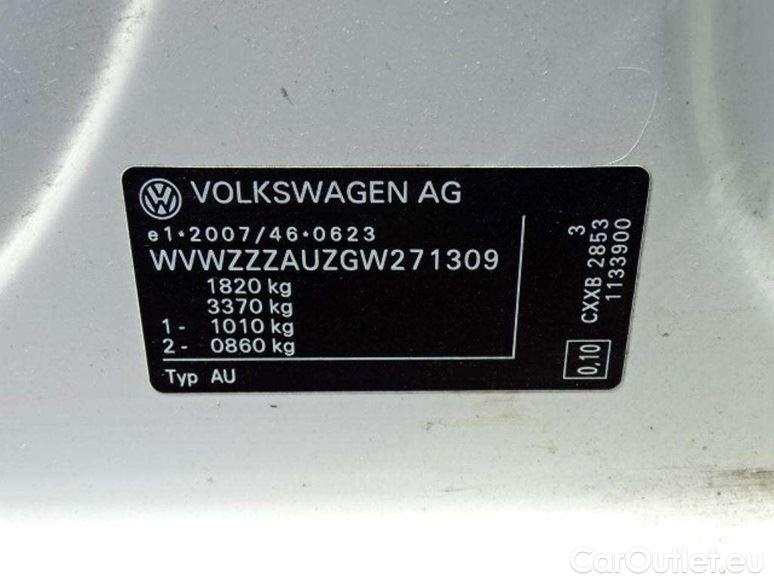 VW VOLKSWAGEN AG
e1*2007/46*0623
WVWZZZAUZGW271309
1820 kg
3370 kg
1- 1010 kg
2- 0860 kg
Typ AU
3
CXXB 2853
1133900
0,10
CarOutlet.eu